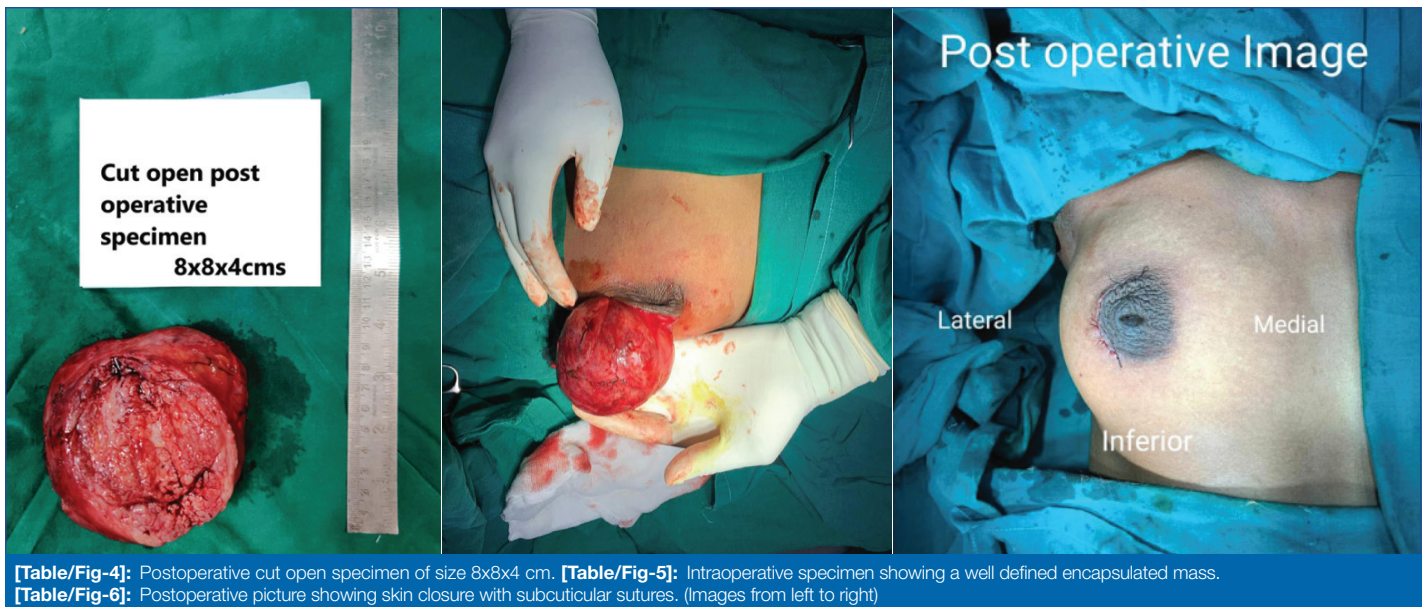 Cut open post
operative
specimen
8x8x4cms
Post operative Image
Lateral
Medial
Inferior
[Table/Fig-4]: Postoperative cut open specimen of size 8x8x4 cm. [Table/Fig-5]: Intraoperative specimen showing a well defined encapsulated mass.
[Table/Fig-6]: Postoperative picture showing skin closure with subcuticular sutures. (Images from left to right)